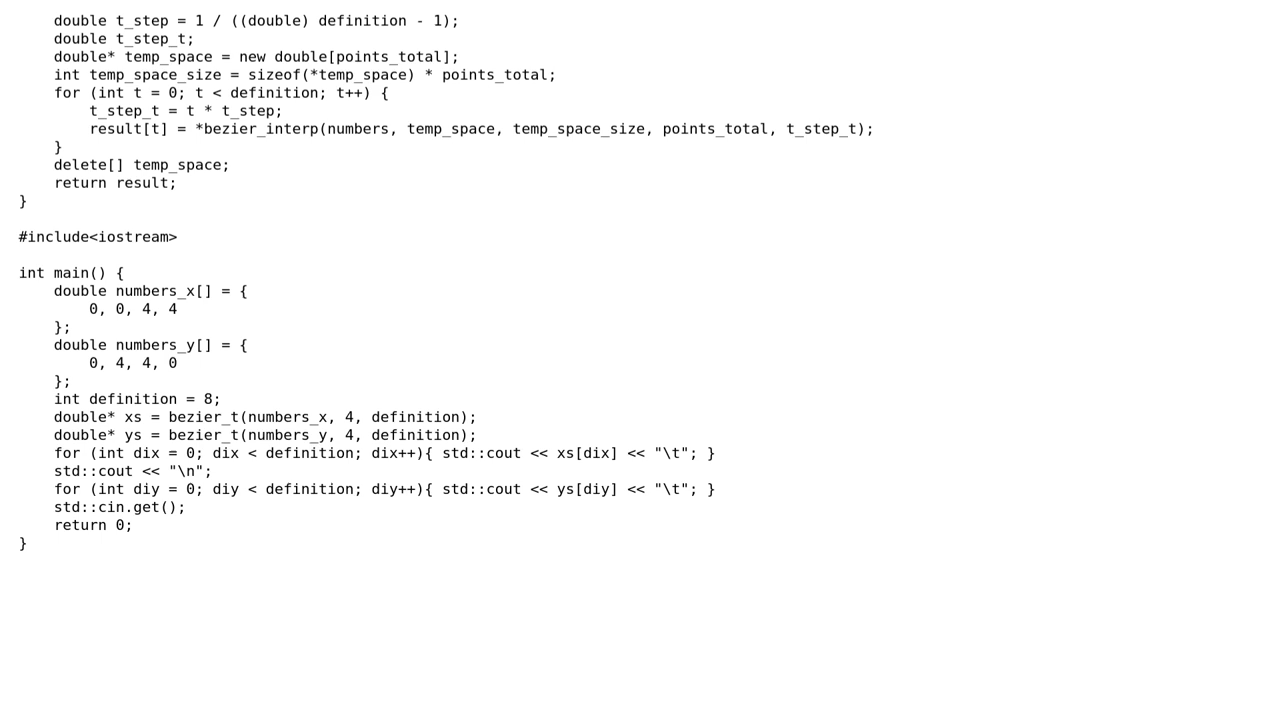 double t_step = 1 / ((double) definition - 1);
    double t_step_t;
    double* temp_space = new double[points_total];
    int temp_space_size = sizeof(*temp_space) * points_total;
    for (int t = 0; t < definition; t++) {
        t_step_t = t * t_step;
        result[t] = *bezier_interp(numbers, temp_space, temp_space_size, points_total, t_step_t);
    }
    delete[] temp_space;
    return result;
}

#include<iostream>

int main() {
    double numbers_x[] = {
        0, 0, 4, 4
    };
    double numbers_y[] = {
        0, 4, 4, 0
    };
    int definition = 8;
    double* xs = bezier_t(numbers_x, 4, definition);
    double* ys = bezier_t(numbers_y, 4, definition);
    for (int dix = 0; dix < definition; dix++){ std::cout << xs[dix] << "\t"; }
    std::cout << "\n";
    for (int diy = 0; diy < definition; diy++){ std::cout << ys[diy] << "\t"; }
    std::cin.get();
    return 0;
}